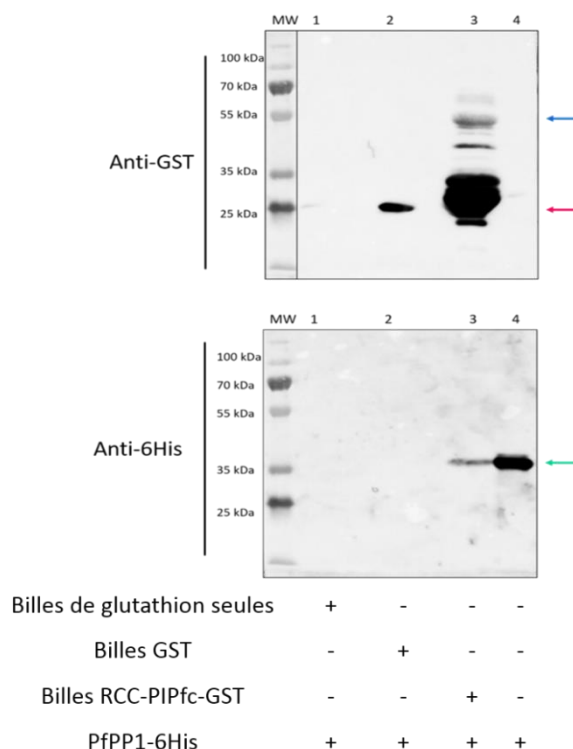 MW 1 2 3 4
100 kDa
70 kDa
55 kDa
Anti-GST
35 kDa
25 kDa
MW 1 2 3 4
100 kDa
70 kDa
55 kDa
Anti-6His
35 kDa
25 kDa
Billes de glutathion seules + - - -
Billes GST - + - -
Billes RCC-PIPfc-GST - - + -
PfPP1-6His + + + +